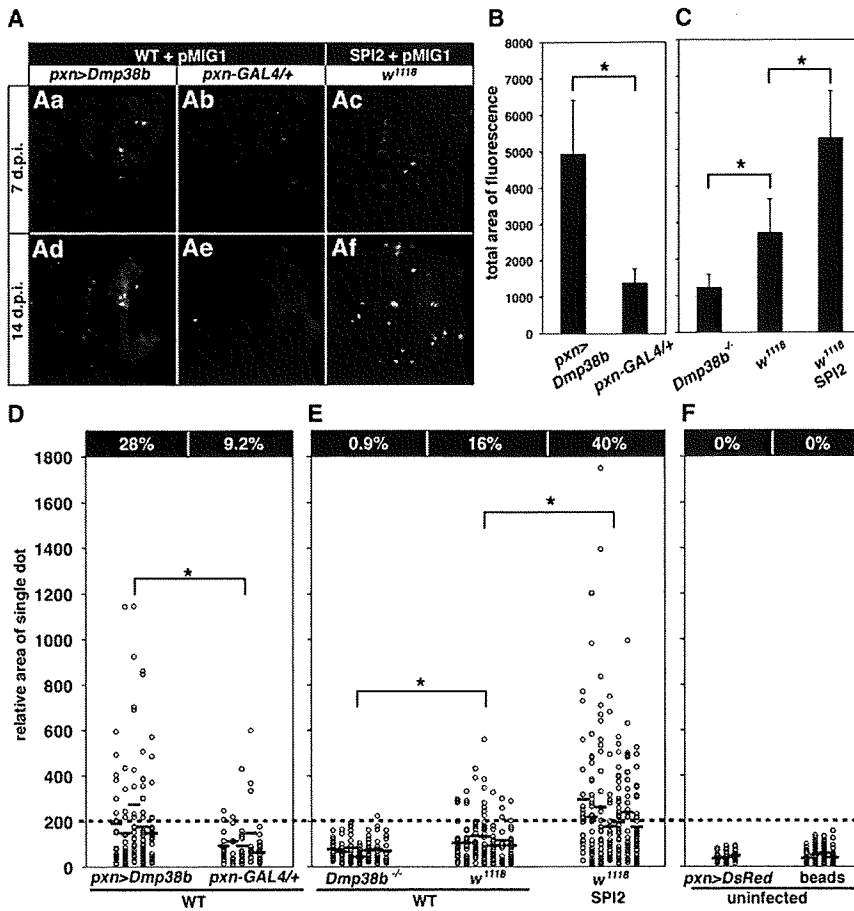 A
WT + pMIG1
SPI2 + pMIG1
pxn>Dmp38b
pxn-GAL4/+
w1118
7 d.p.i.
Aa
Ab
Ac
14 d.p.i.
Ad
Ae
Af
B
total area of fluorescence
8000
7000
6000
5000
4000
3000
2000
1000
0
*
pxn>
Dmp38b
pxn-GAL4/+
C
*
*
Dmp38b-/-
w1118
w1118
SPI2
D
28%
9.2%
relative area of single dot
1800
1600
1400
1200
1000
800
600
400
200
0
*
pxn>Dmp38b
pxn-GAL4/+
WT
E
0.9%
16%
40%
*
*
Dmp38b-/-
w1118
WT
w1118
SPI2
F
0%
0%
pxn>DsRed
beads
uninfected